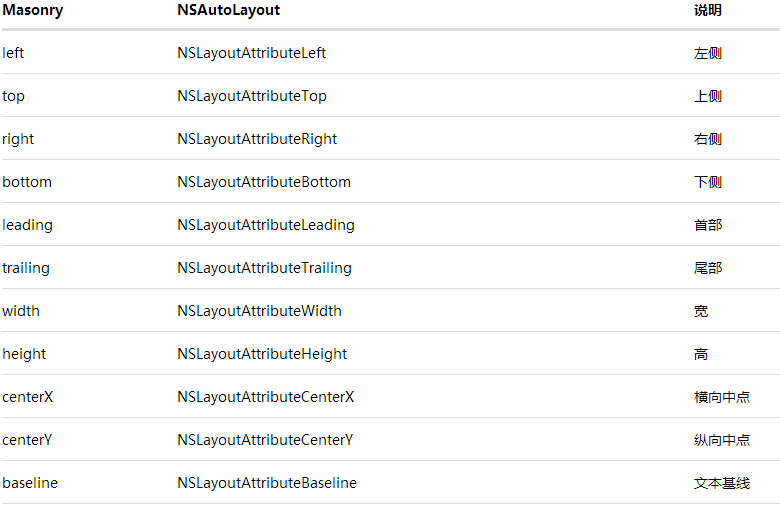 Masonry NSAutoLayout 说明
left NSLayoutAttributeLeft 左侧
top NSLayoutAttributeTop 上侧
right NSLayoutAttributeRight 右侧
bottom NSLayoutAttributeBottom 下侧
leading NSLayoutAttributeLeading 首部
trailing NSLayoutAttributeTrailing 尾部
width NSLayoutAttributeWidth 宽
height NSLayoutAttributeHeight 高
centerX NSLayoutAttributeCenterX 横向中点
centerY NSLayoutAttributeCenterY 纵向中点
baseline NSLayoutAttributeBaseline 文本基线